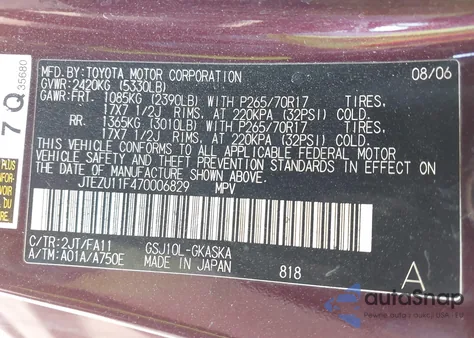 7Q 35680
PLUS
MFD. BY: TOYOTA MOTOR CORPORATION 08/06
GVWR: 2420KG (5330LB)
GAWR: FRT. 1085KG (2390LB) WITH P265/70R17 TIRES,
17X7 1/2J RIMS, AT 220KPA (32PSI) COLD.
RR. 1365KG (3010LB) WITH P265/70R17 TIRES,
17X7 1/2J RIMS, AT 220KPA (32PSI) COLD.
THIS VEHICLE CONFORMS TO ALL APPLICABLE FEDERAL MOTOR
VEHICLE SAFETY AND THEFT PREVENTION STANDARDS IN EFFECT ON
THE DATE OF MANUFACTURE SHOWN ABOVE.
JTEZU11F470006829 MPV
C/TR: 2JT/FA11 GSJ10L-GKASKA
A/TM: A01A/A750E MADE IN JAPAN 818 A
autoshop